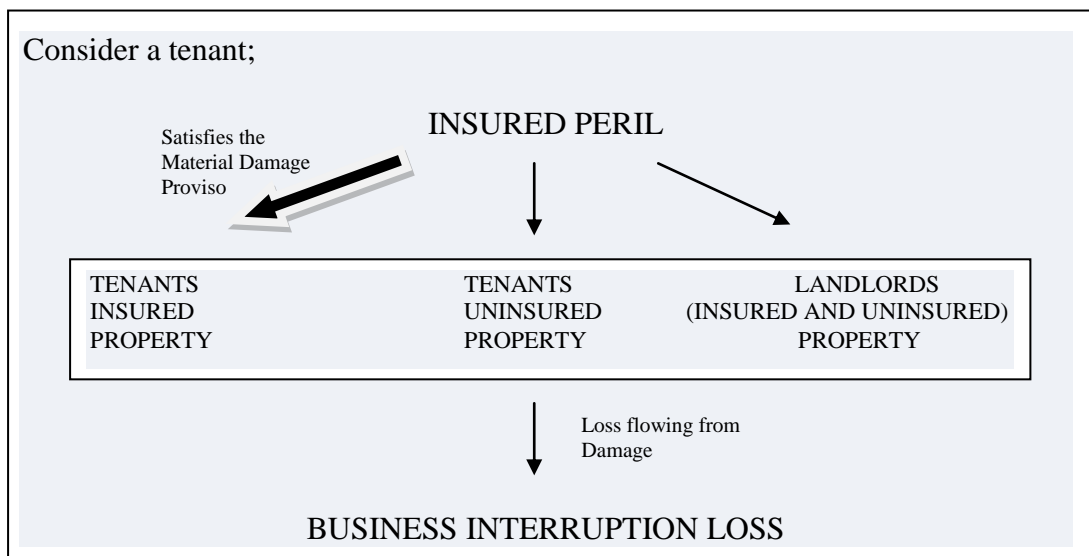 Consider a tenant;
INSURED PERIL
Satisfies the
Material Damage
Proviso
TENANTS
INSURED
PROPERTY
TENANTS
UNINSURED
PROPERTY
LANDLORDS
(INSURED AND UNINSURED)
PROPERTY
Loss flowing from
Damage
BUSINESS INTERRUPTION LOSS